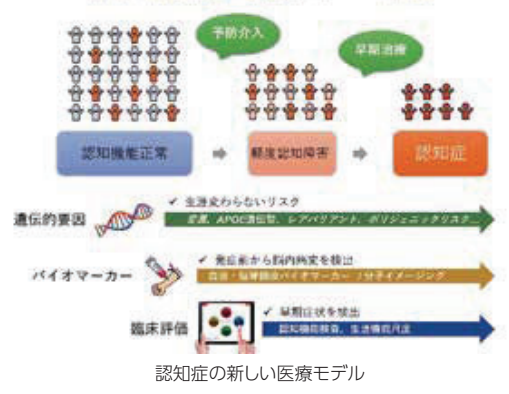 予防介入
早期治療
認知機能正常
軽度認知障害
認知症
遺伝的要因
✓ 生涯変わらないリスク
変異、APOE遺伝型、レアバリアント、ポリジェニックリスク…
バイオマーカー
✓ 発症前から脳内病変を検出
血液・脳脊髄液バイオマーカー / 分子イメージング
臨床評価
✓ 早期症状を検出
認知機能検査、生活機能
認知症の新しい医療モデル